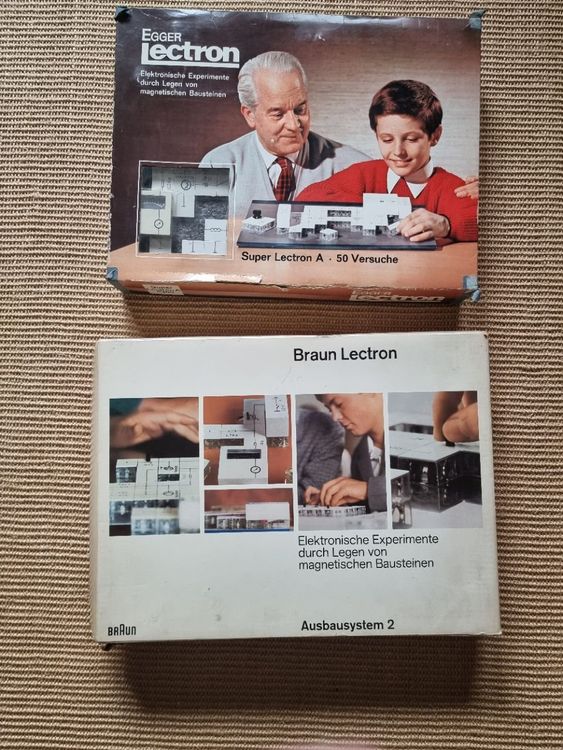 EGGER
Lectron
Elektronische Experimente
durch Legen von
magnetischen Bausteinen
Super Lectron A · 50 Versuche
Braun Lectron
Elektronische Experimente
durch Legen von
magnetischen Bausteinen
BRAUN
Ausbausystem 2